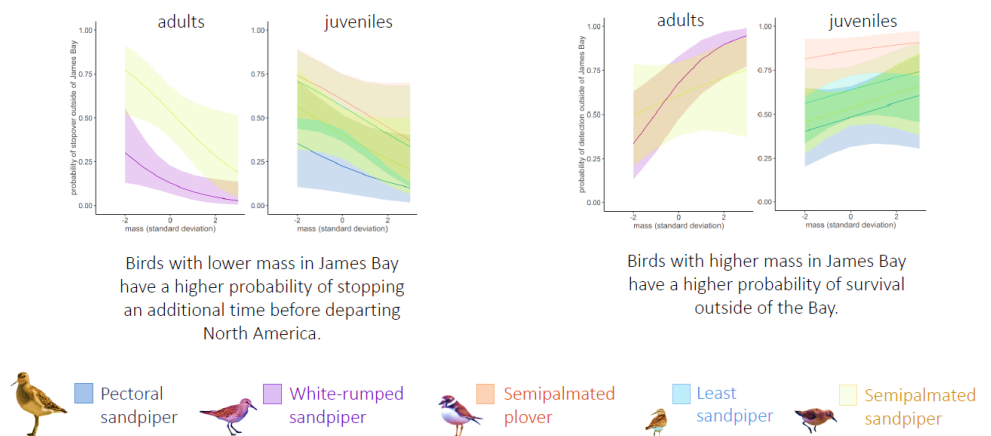 adults
juveniles
probability of stopover outside of James Bay
1.00
0.75
0.50
0.25
0.00
-2
0
2
mass (standard deviation)
1.00
0.75
0.50
0.25
0.00
-2
0
2
mass (standard deviation)
Birds with lower mass in James Bay
have a higher probability of stopping
an additional time before departing
North America.
adults
juveniles
probability of detection outside of James Bay
1.00
0.75
0.50
0.25
0.00
-2
0
2
mass (standard deviation)
1.00
0.75
0.50
0.25
0.00
-2
0
2
mass (standard deviation)
Birds with higher mass in James Bay
have a higher probability of survival
outside of the Bay.
Pectoral
sandpiper
White-rumped
sandpiper
Semipalmated
plover
Least
sandpiper
Semipalmated
sandpiper